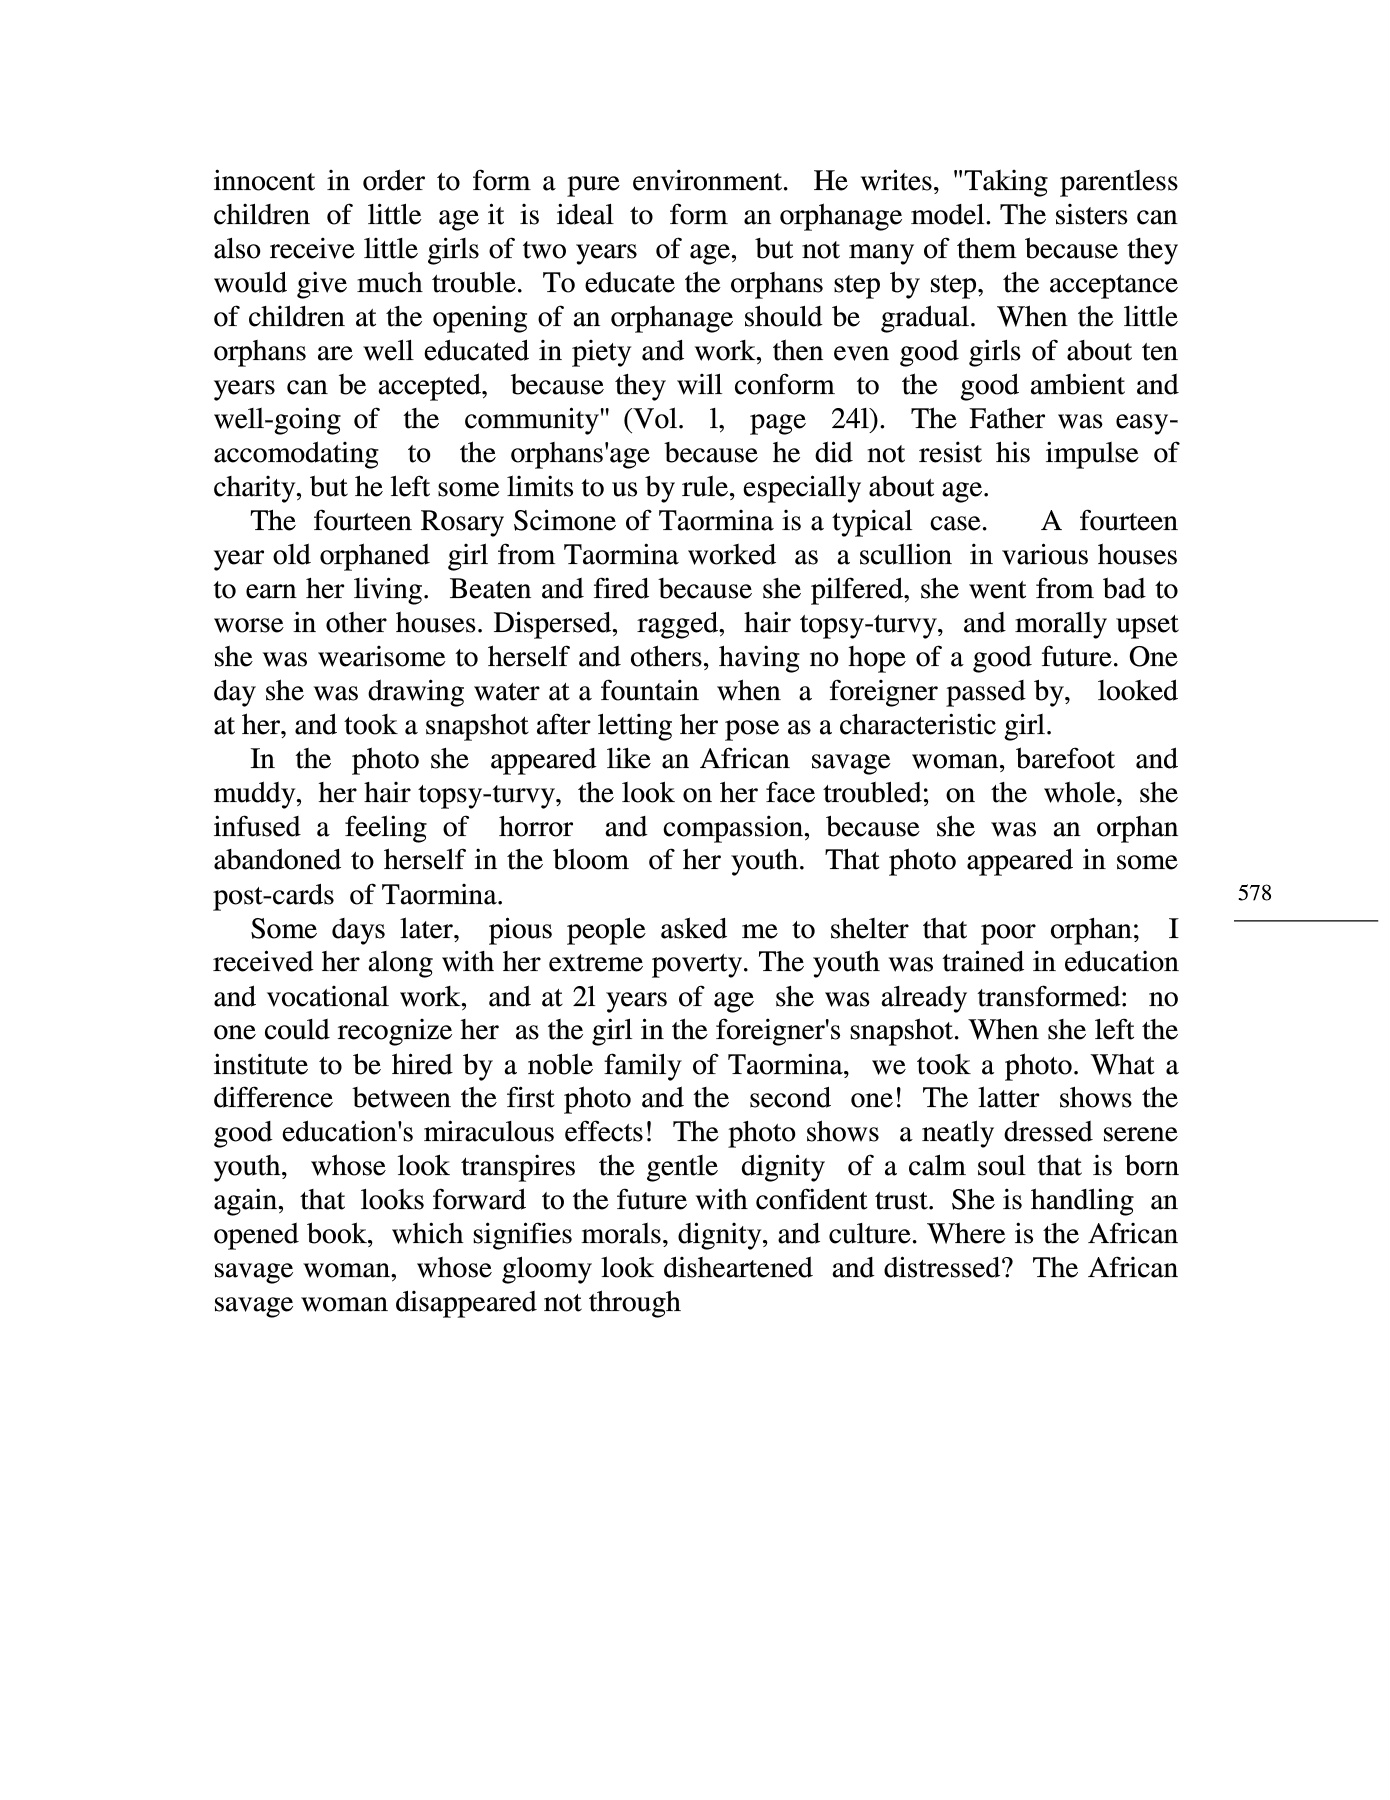 innocent in order to form a pure environment. He writes, "Taking parentless
children of little age it is ideal to form an orphanage model. The sisters can
also receive little girls of two years of age, but not many of them because they
would give much trouble. To educate the orphans step by step, the acceptance
of children at the opening of an orphanage should be gradual. When the little
orphans are well educated in piety and work, then even good girls of about ten
years can be accepted, because they will conform to the good ambient and
well-going of the community" (Vol. l, page 24l). The Father was easy-
accomodating to the orphans'age because he did not resist his impulse of
charity, but he left some limits to us by rule, especially about age.
The fourteen Rosary Scimone of Taormina is a typical case. A fourteen
year old orphaned girl from Taormina worked as a scullion in various houses
to earn her living. Beaten and fired because she pilfered, she went from bad to
worse in other houses. Dispersed, ragged, hair topsy-turvy, and morally upset
she was wearisome to herself and others, having no hope of a good future. One
day she was drawing water at a fountain when a foreigner passed by, looked
at her, and took a snapshot after letting her pose as a characteristic girl.
In the photo she appeared like an African savage woman, barefoot and
muddy, her hair topsy-turvy, the look on her face troubled; on the whole, she
infused a feeling of horror and compassion, because she was an orphan
abandoned to herself in the bloom of her youth. That photo appeared in some
post-cards of Taormina.
578
Some days later, pious people asked me to shelter that poor orphan; I
received her along with her extreme poverty. The youth was trained in education
and vocational work, and at 2l years of age she was already transformed: no
one could recognize her as the girl in the foreigner's snapshot. When she left the
institute to be hired by a noble family of Taormina, we took a photo. What a
difference between the first photo and the second one! The latter shows the
good education's miraculous effects! The photo shows a neatly dressed serene
youth, whose look transpires the gentle dignity of a calm soul that is born
again, that looks forward to the future with confident trust. She is handling an
opened book, which signifies morals, dignity, and culture. Where is the African
savage woman, whose gloomy look disheartened and distressed? The African
savage woman disappeared not through